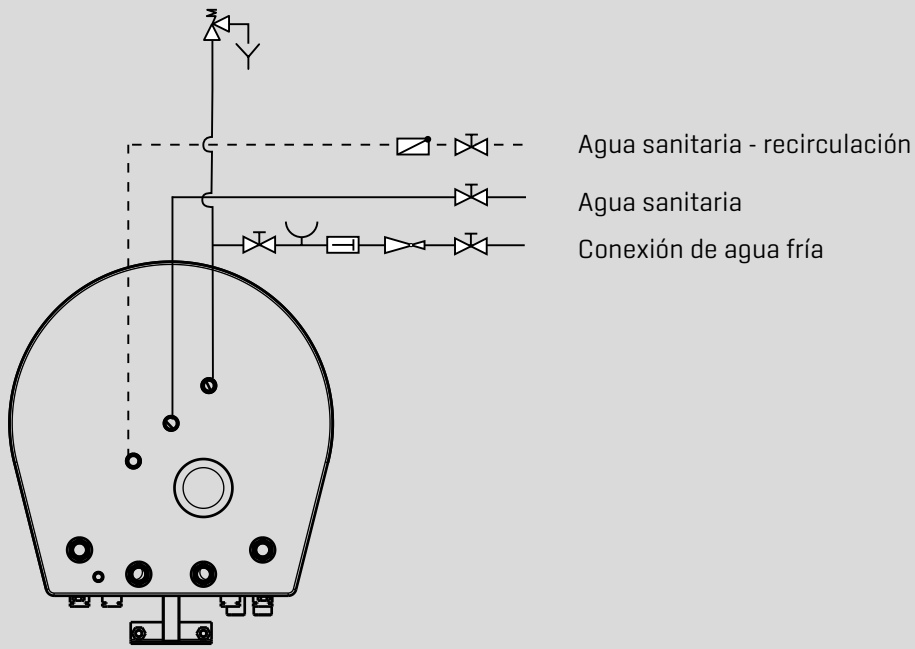 Agua sanitaria - recirculación
Agua sanitaria
Conexión de agua fría